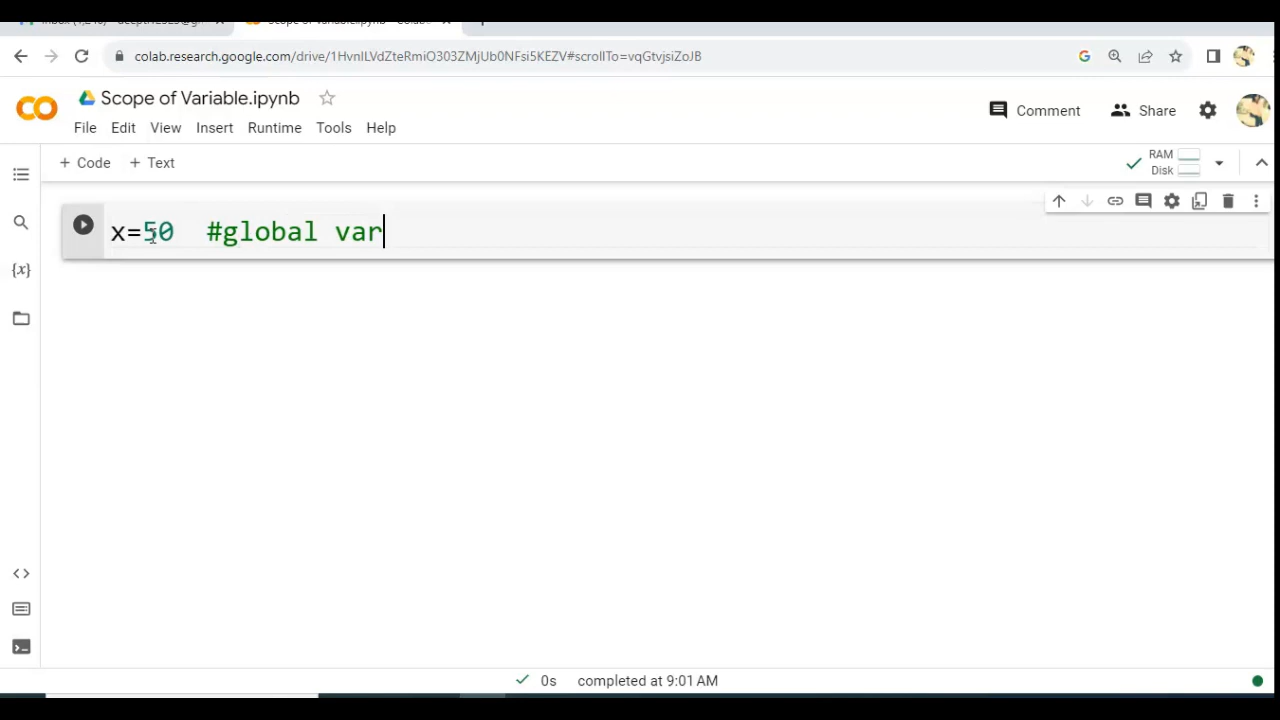 colab.research.google.com/drive/1HvnlLVdZteRmiO303ZMjUb0NFsi5KEZV#scrollTo=vqGtvjsiZoJB
CO
Scope of Variable.ipynb
Comment
Share
File Edit View Insert Runtime Tools Help
+ Code + Text
RAM
Disk
{x}
x=50 #global var
0s completed at 9:01 AM